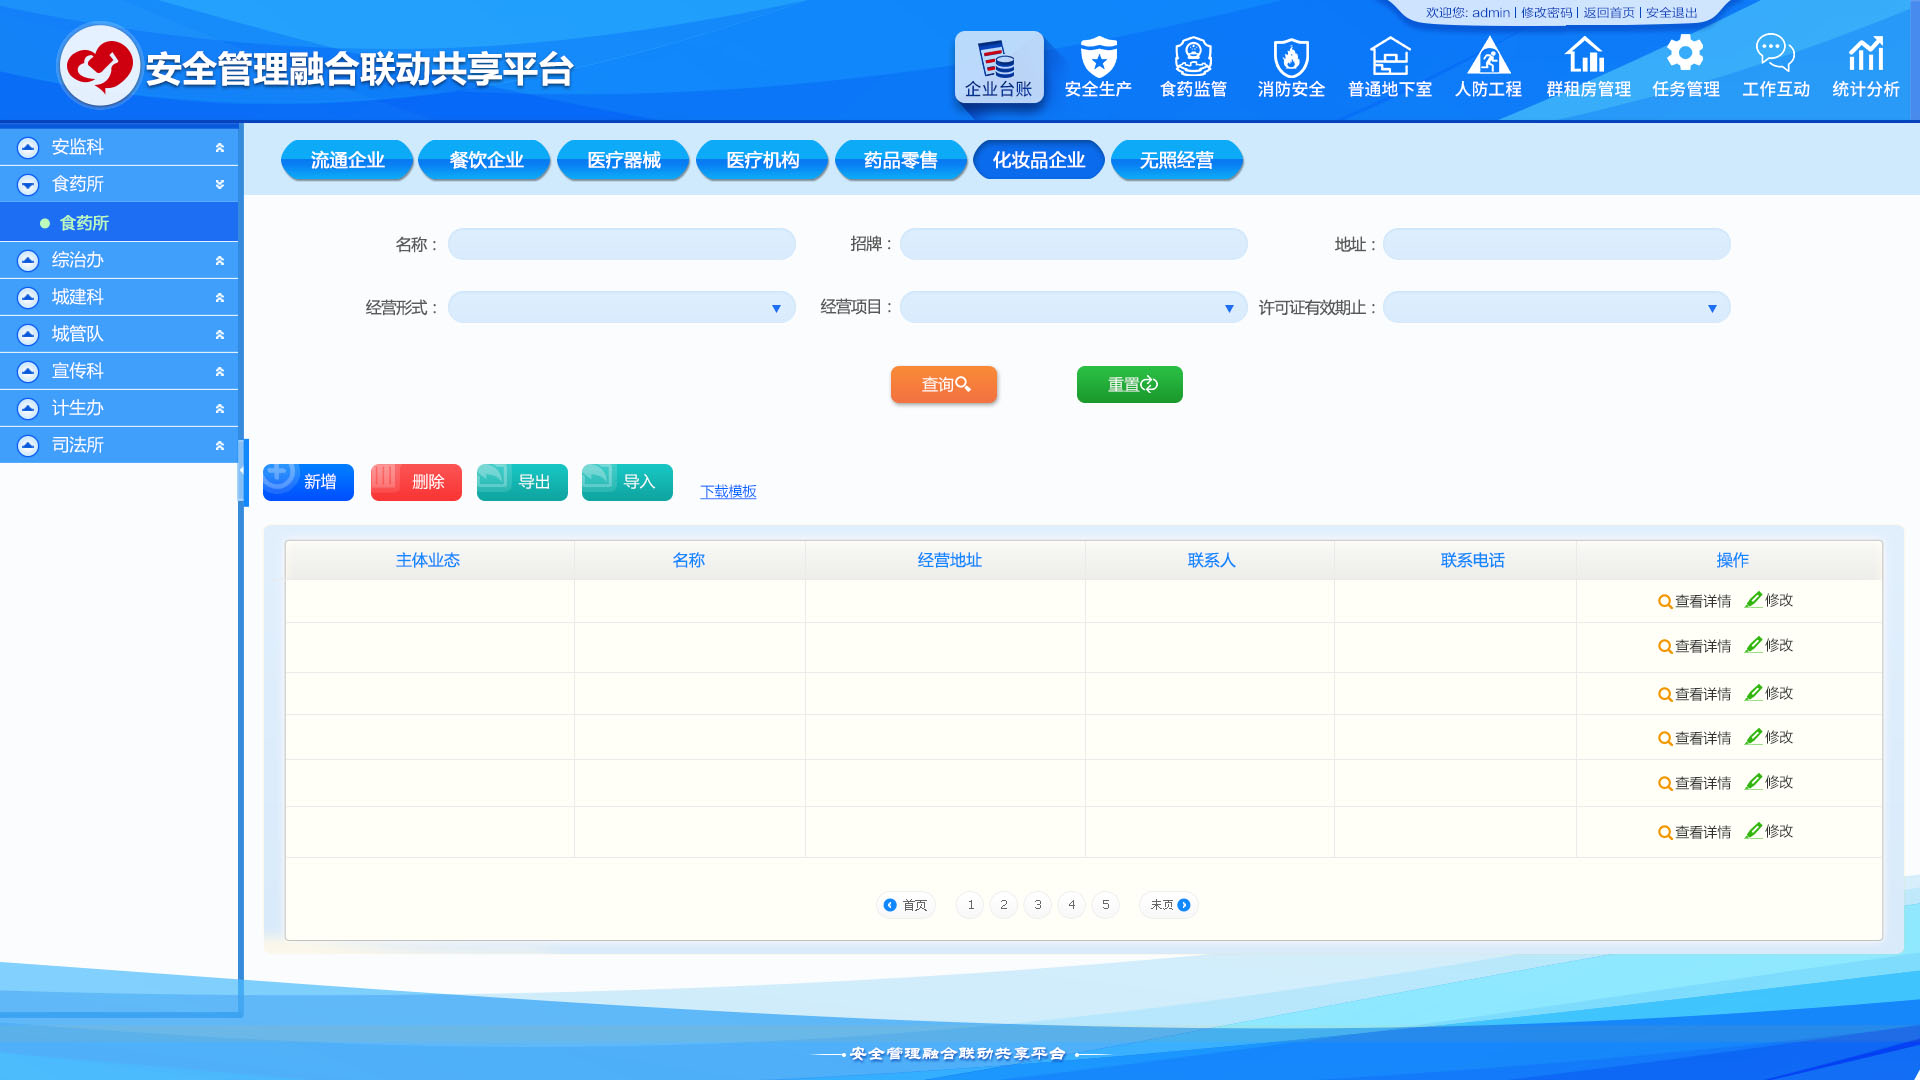 欢迎您: admin | 修改密码 | 返回首页 | 安全退出
安全管理融合联动共享平台
企业台账 安全生产 食药监管 消防安全 普通地下室 人防工程 群租房管理 任务管理 工作互动 统计分析
安监科
食药所
食药所
综治办
城建科
城管队
宣传科
计生办
司法所
流通企业 餐饮企业 医疗器械 医疗机构 药品零售 化妆品企业 无照经营
名称： 招牌： 地址：
经营形式： 经营项目： 许可证有效期止：
查询 重置
新增 删除 导出 导入 下载模板
主体业态 名称 经营地址 联系人 联系电话 操作
查看详情 修改
查看详情 修改
查看详情 修改
查看详情 修改
查看详情 修改
查看详情 修改
首页 1 2 3 4 5 末页
安全管理融合联动共享平台